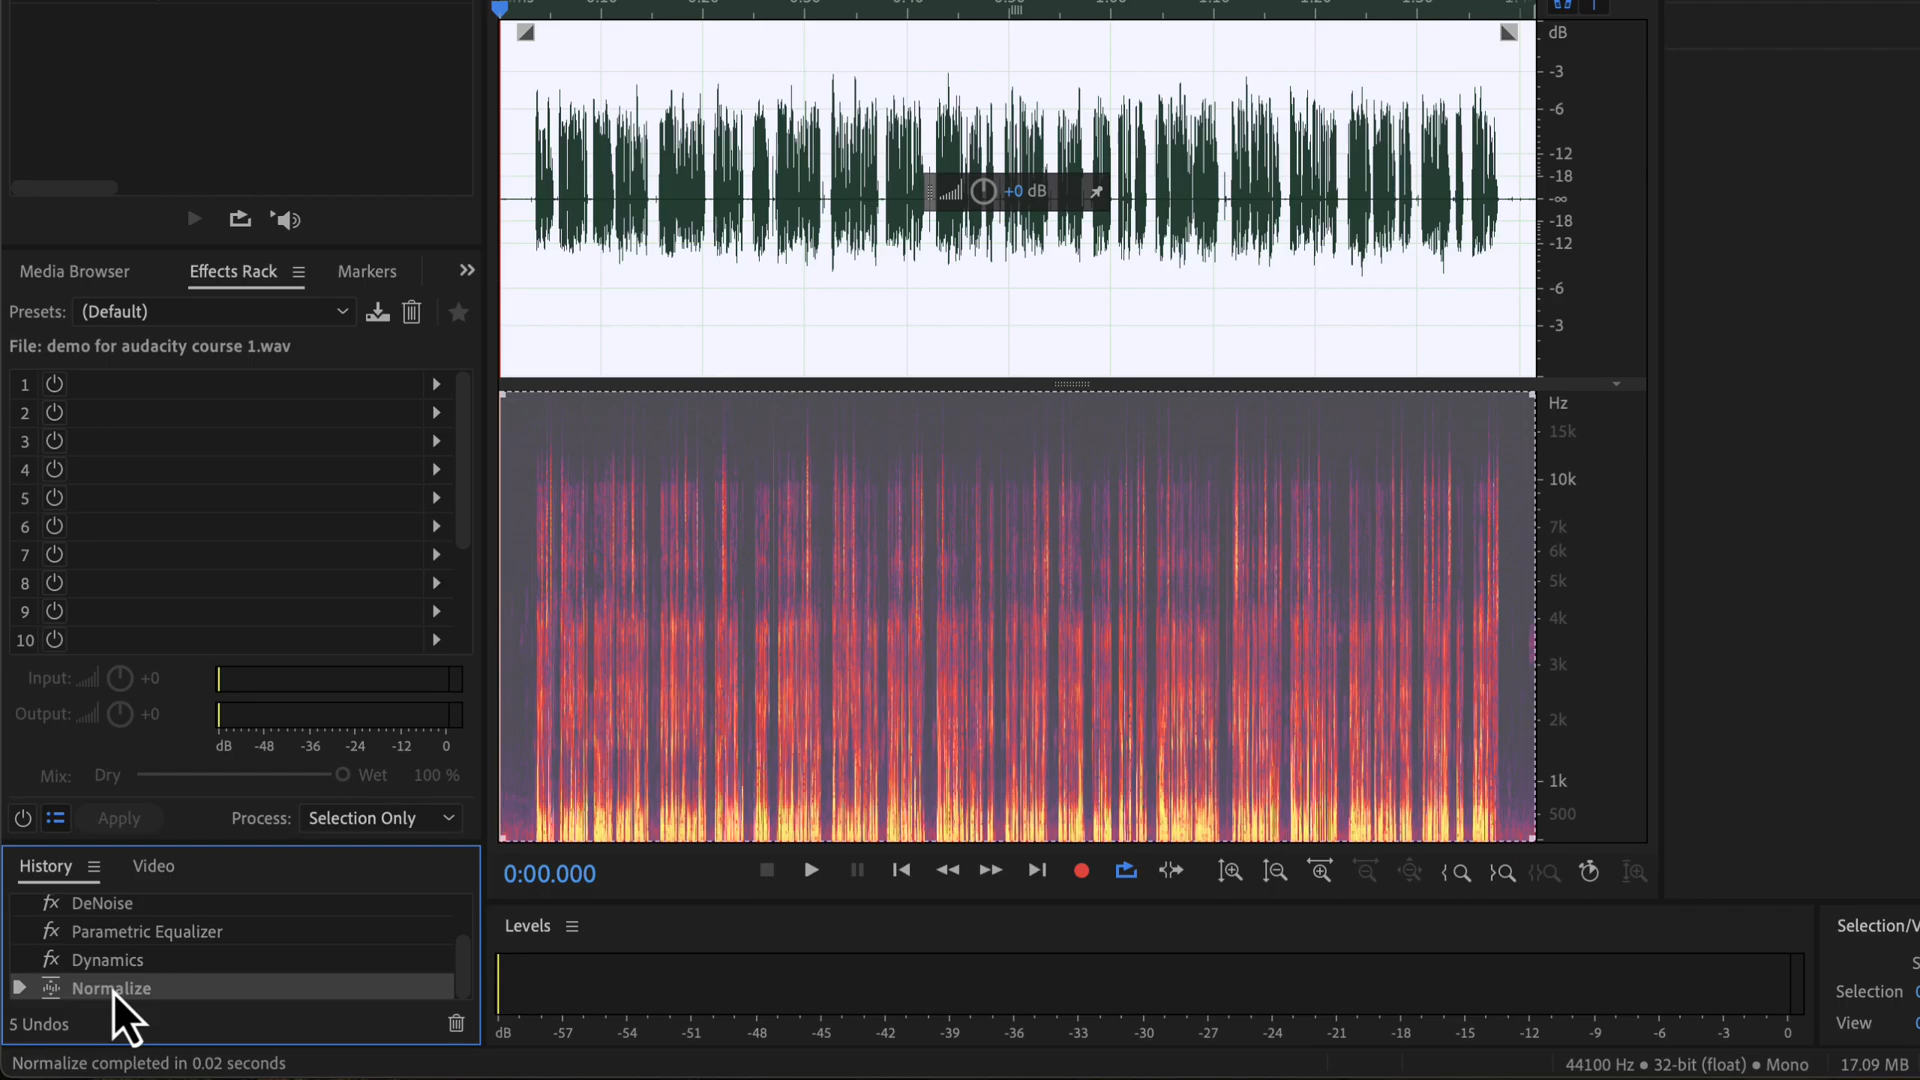 dB
-3
-6
-12
-18
-∞
-18
-12
-6
-3
+0 dB
Media Browser
Effects Rack
Markers
Presets:
(Default)
File: demo for audacity course 1.wav
1
2
3
4
5
6
7
8
9
10
Input:
+0
Output:
+0
dB -48 -36 -24 -12 0
Mix: Dry Wet 100 %
Apply
Process: Selection Only
Hz
15k
10k
7k
6k
5k
4k
3k
2k
1k
500
0:00.000
History
Video
fx DeNoise
fx Parametric Equalizer
fx Dynamics
Normalize
5 Undos
Levels
dB -57 -54 -51 -48 -45 -42 -39 -36 -33 -30 -27 -24 -21 -18 -15 -12 -9 -6 -3 0
Selection/V
S
Selection 0
View 0
Normalize completed in 0.02 seconds
44100 Hz ● 32-bit (float) ● Mono
17.09 MB